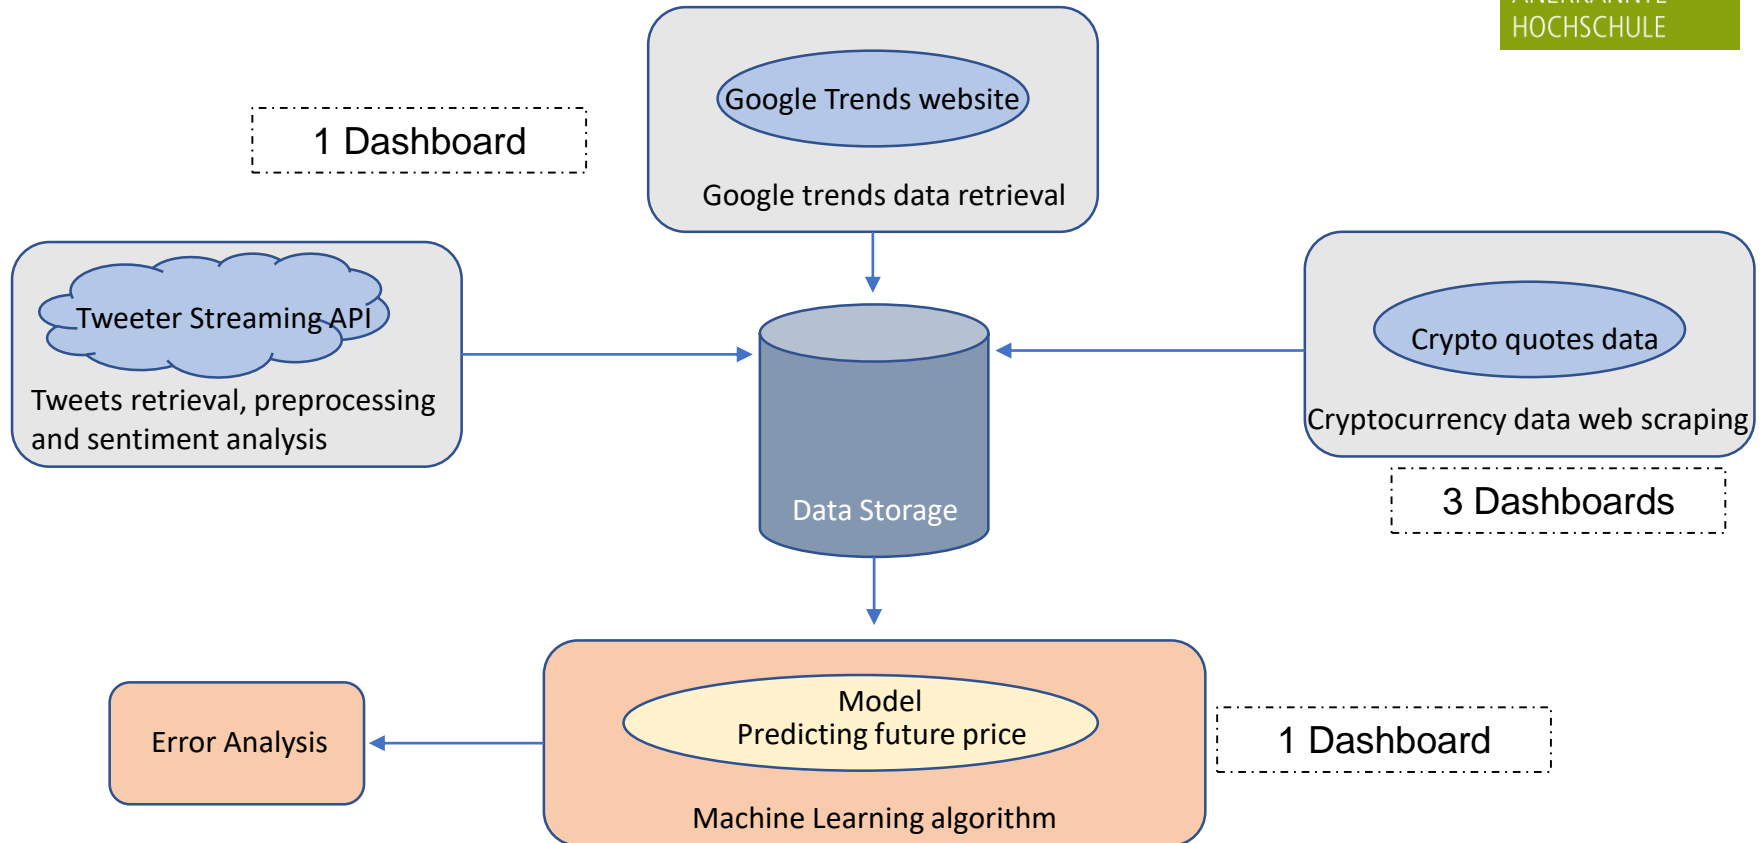 HOCHSCHULE
Google Trends website
1 Dashboard
Google trends data retrieval
Tweeter Streaming API
Tweets retrieval, preprocessing
and sentiment analysis
Crypto quotes data
Cryptocurrency data web scraping
3 Dashboards
Data Storage
Model
Predicting future price
Error Analysis
1 Dashboard
Machine Learning algorithm